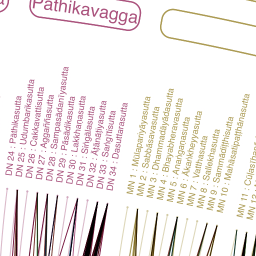 Pāthikavagga
DN 24 : Pāthikasutta
DN 25 : Udumbarikasutta
DN 26 : Cakkavattisutta
DN 27 : Aggaññasutta
DN 28 : Sampasādanīyasutta
DN 29 : Pāsādikasutta
DN 30 : Lakkhaṇasutta
DN 31 : Siṅgālasutta
DN 32 : Āṭānāṭiyasutta
DN 33 : Saṅgītisutta
DN 34 : Dasuttarasutta
MN 1 : Mūlapariyāyasutta
MN 2 : Sabbāsavasutta
MN 3 : Dhammadāyādasutta
MN 4 : Bhayabheravasutta
MN 5 : Anaṅgaṇasutta
MN 6 : Ākaṅkheyyasutta
MN 7 : Vatthasutta
MN 8 : Sallekhasutta
MN 9 : Sammādiṭṭhisutta
MN 10 : Mahāsatipaṭṭhānasutta
MN 11 :